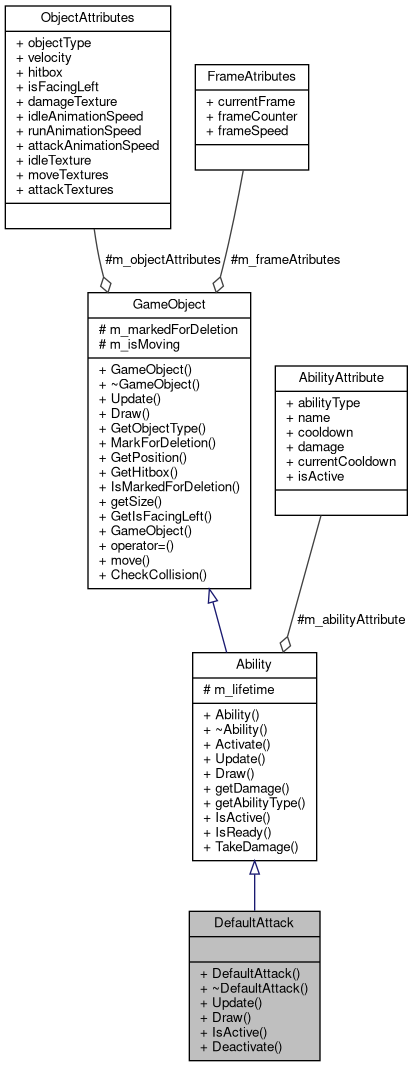 ObjectAttributes
+ objectType
+ velocity
+ hitbox
+ isFacingLeft
+ damageTexture
+ idleAnimationSpeed
+ runAnimationSpeed
+ attackAnimationSpeed
+ idleTexture
+ moveTextures
+ attackTextures
FrameAtributes
+ currentFrame
+ frameCounter
+ frameSpeed
#m_objectAttributes
#m_frameAtributes
GameObject
# m_markedForDeletion
# m_isMoving
+ GameObject()
+ ~GameObject()
+ Update()
+ Draw()
+ GetObjectType()
+ MarkForDeletion()
+ GetPosition()
+ GetHitbox()
+ IsMarkedForDeletion()
+ getSize()
+ GetIsFacingLeft()
+ GameObject()
+ operator=()
+ move()
+ CheckCollision()
AbilityAttribute
+ abilityType
+ name
+ cooldown
+ damage
+ currentCooldown
+ isActive
#m_abilityAttribute
Ability
# m_lifetime
+ Ability()
+ ~Ability()
+ Activate()
+ Update()
+ Draw()
+ getDamage()
+ getAbilityType()
+ IsActive()
+ IsReady()
+ TakeDamage()
DefaultAttack
+ DefaultAttack()
+ ~DefaultAttack()
+ Update()
+ Draw()
+ IsActive()
+ Deactivate()